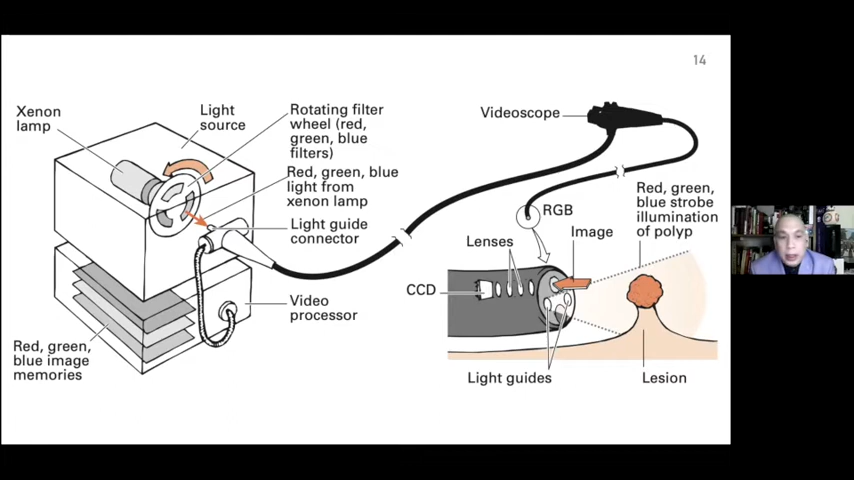 14
Xenon
lamp
Light
source
Rotating filter
wheel (red,
green, blue
filters)
Red, green, blue
light from
xenon lamp
Light guide
connector
Video
processor
Red, green,
blue image
memories
Videoscope
RGB
Red, green,
blue strobe
illumination
of polyp
Lenses
Image
CCD
Light guides
Lesion